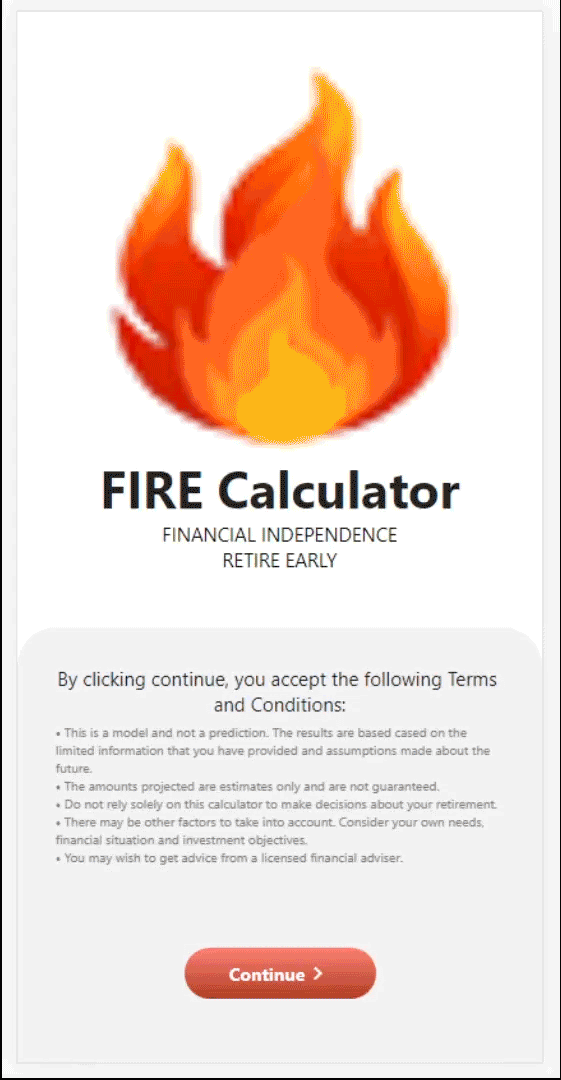 FIRE Calculator
FINANCIAL INDEPENDENCE
RETIRE EARLY
By clicking continue, you accept the following Terms
and Conditions:
• This is a model and not a prediction. The results are based cased on the
limited information that you have provided and assumptions made about the
future.
• The amounts projected are estimates only and are not guaranteed.
• Do not rely solely on this calculator to make decisions about your retirement.
• There may be other factors to take into account. Consider your own needs,
financial situation and investment objectives.
• You may wish to get advice from a licensed financial adviser.
Continue